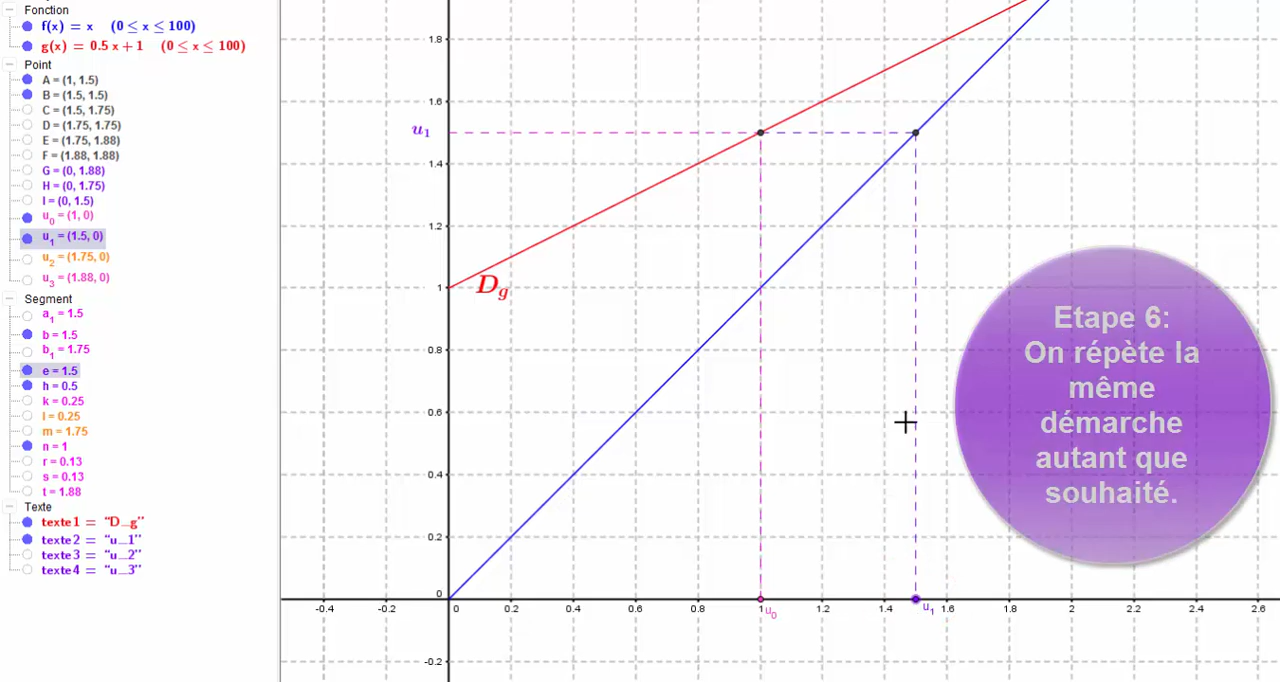 Fonction
f(x) = x (0 ≤ x ≤ 100)
g(x) = 0.5 x + 1 (0 ≤ x ≤ 100)
Point
A = (1, 1.5)
B = (1.5, 1.5)
C = (1.5, 1.75)
D = (1.75, 1.75)
E = (1.75, 1.88)
F = (1.88, 1.88)
G = (0, 1.88)
H = (0, 1.75)
I = (0, 1.5)
u₀ = (1, 0)
u₁ = (1.5, 0)
u₂ = (1.75, 0)
u₃ = (1.88, 0)
Segment
a₁ = 1.5
b = 1.5
b₁ = 1.75
e = 1.5
h = 0.5
k = 0.25
l = 0.25
m = 1.75
n = 1
r = 0.13
s = 0.13
t = 1.88
Texte
texte1 = "D_g"
texte2 = "u_1"
texte3 = "u_2"
texte4 = "u_3"
1.8
1.6
u₁
1.4
1.2
1
D_g
0.8
0.6
0.4
0.2
0
-0.2
-0.4 -0.2 0 0.2 0.4 0.6 0.8 1 u₀ 1.2 1.4 u₁ 1.6 1.8 2 2.2 2.4 2.6
Etape 6:
On répète la
même
démarche
autant que
souhaité.